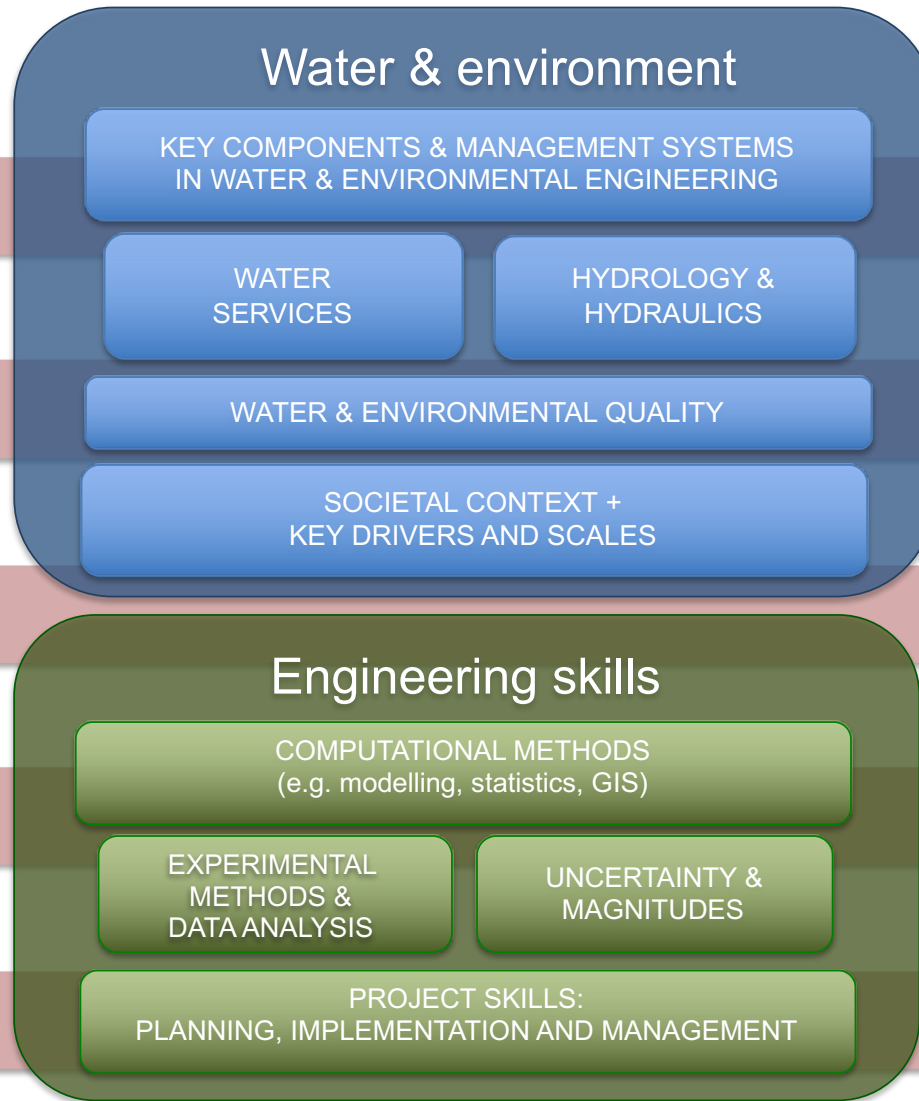 Water & environment
KEY COMPONENTS & MANAGEMENT SYSTEMS
IN WATER & ENVIRONMENTAL ENGINEERING
WATER
SERVICES
HYDROLOGY &
HYDRAULICS
WATER & ENVIRONMENTAL QUALITY
SOCIETAL CONTEXT +
KEY DRIVERS AND SCALES
Engineering skills
COMPUTATIONAL METHODS
(e.g. modelling, statistics, GIS)
EXPERIMENTAL
METHODS &
DATA ANALYSIS
UNCERTAINTY &
MAGNITUDES
PROJECT SKILLS:
PLANNING, IMPLEMENTATION AND MANAGEMENT